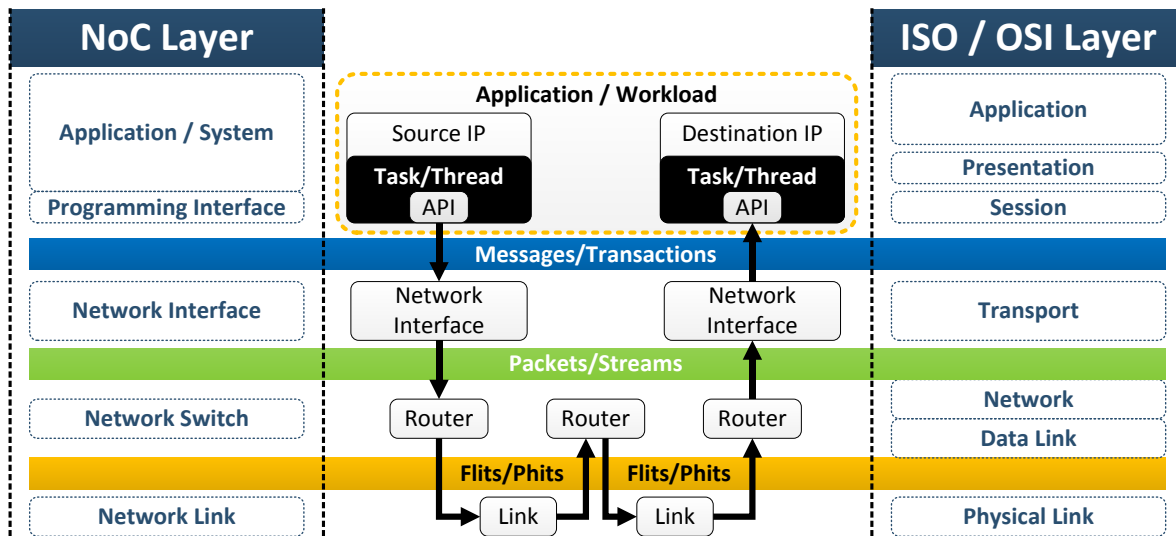 NoC Layer
ISO / OSI Layer
Application / System
Programming Interface
Application / Workload
Source IP
Task/Thread
API
Destination IP
Task/Thread
API
Application
Presentation
Session
Messages/Transactions
Network Interface
Network
Interface
Network
Interface
Transport
Packets/Streams
Network Switch
Router
Router
Router
Network
Data Link
Flits/Phits
Flits/Phits
Network Link
Link
Link
Physical Link